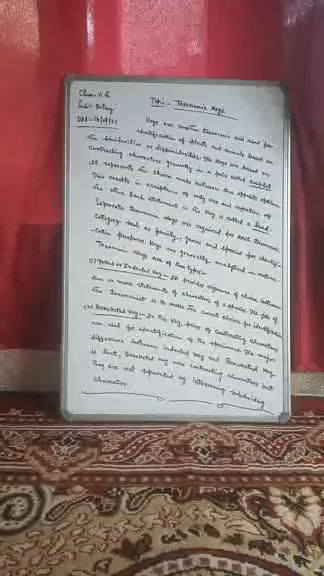 Class- 11th
Sub:- Botany
Topic :- Taxonomic Keys
Keys are another taxonomic aid used for
identification of plants and animals based on
the similarities or dissimilarities. The Keys are based on
contrasting characters generally in a pair called Couplet.
It represents the choice made between two opposite options.
This results in acceptance of only one and rejection of
the other. Each statement in the key is called a lead.
Separate taxonomic keys are required for each taxonomic
category such as family, genus and species for identifi-
cation purposes. Keys are generally analytical in nature.
Taxonomic keys are of two types:-
Indented Key :- It provides sequence of choice between
two or more statements of characters of a species. The job of
the taxonomist is to make the correct choice for identification
Bracketed Key :- In this key, pairs of contrasting characters
are used for identification of the specimen. The major
difference between indented key and Bracketed key
is that, Bracketed key uses contrasting characters but
they are not separated by intervening subdividing
characters.